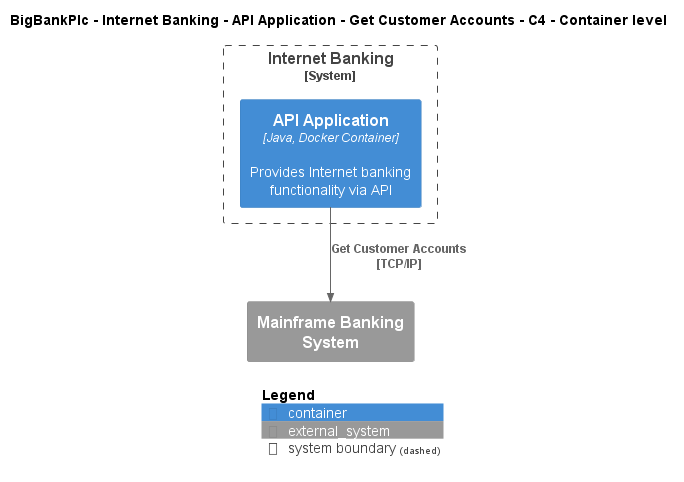 BigBankPlc - Internet Banking - API Application - Get Customer Accounts - C4 - Container level
Internet Banking
[System]
API Application
[Java, Docker Container]
Provides Internet banking
functionality via API
Get Customer Accounts
[TCP/IP]
Mainframe Banking
System
Legend
container
external_system
system boundary (dashed)